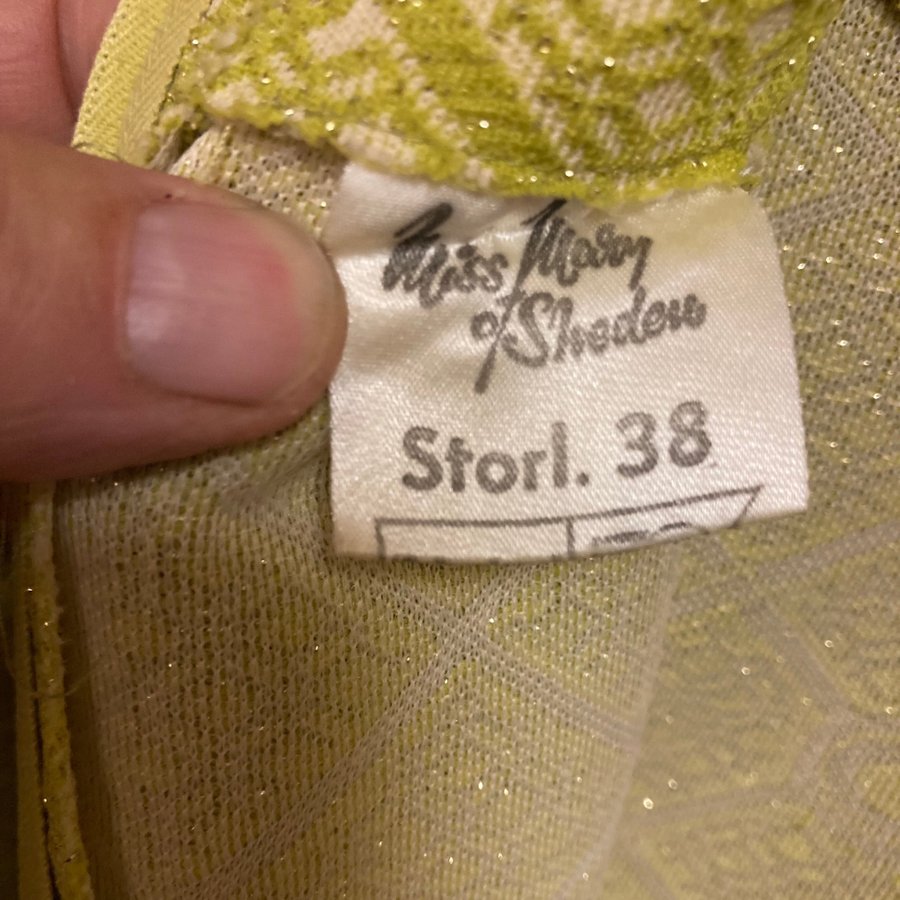 Miss Mary
of Sweden
Storl. 38